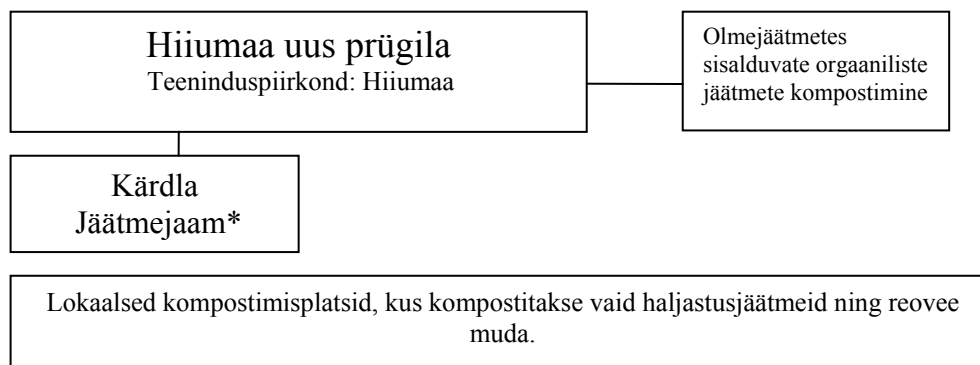 Hiiumaa uus prügila
Teeninduspiirkond: Hiiumaa
Olmejäätmetes
sisalduvate orgaaniliste
jäätmete kompostimine
Kärdla
Jäätmejaam*
Lokaalsed kompostimisplatsid, kus kompostitakse vaid haljastusjäätmeid ning reovee
muda.